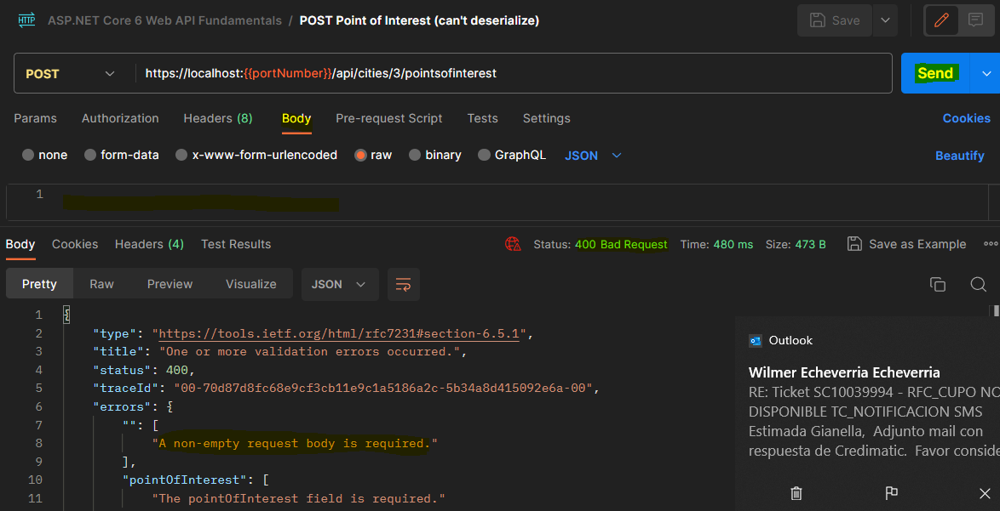 HTTP ASP.NET Core 6 Web API Fundamentals / POST Point of Interest (can't deserialize) Save
POST https://localhost:{{portNumber}}/api/cities/3/pointsofinterest Send
Params Authorization Headers (8) Body Pre-request Script Tests Settings Cookies
none form-data x-www-form-urlencoded raw binary GraphQL JSON Beautify
1
Body Cookies Headers (4) Test Results Status: 400 Bad Request Time: 480 ms Size: 473 B Save as Example
Pretty Raw Preview Visualize JSON
1 {
2 "type": "https://tools.ietf.org/html/rfc7231#section-6.5.1",
3 "title": "One or more validation errors occurred.",
4 "status": 400,
5 "traceId": "00-70d87d8fc68e9cf3cb11e9c1a5186a2c-5b34a8d415092e6a-00",
6 "errors": {
7 "": [
8 "A non-empty request body is required."
9 ],
10 "pointOfInterest": [
11 "The pointOfInterest field is required."
Outlook
Wilmer Echeverria Echeverria
RE: Ticket SC10039994 - RFC_CUPO NO
DISPONIBLE TC_NOTIFICACION SMS
Estimada Gianella, Adjunto mail con
respuesta de Credimatic. Favor conside